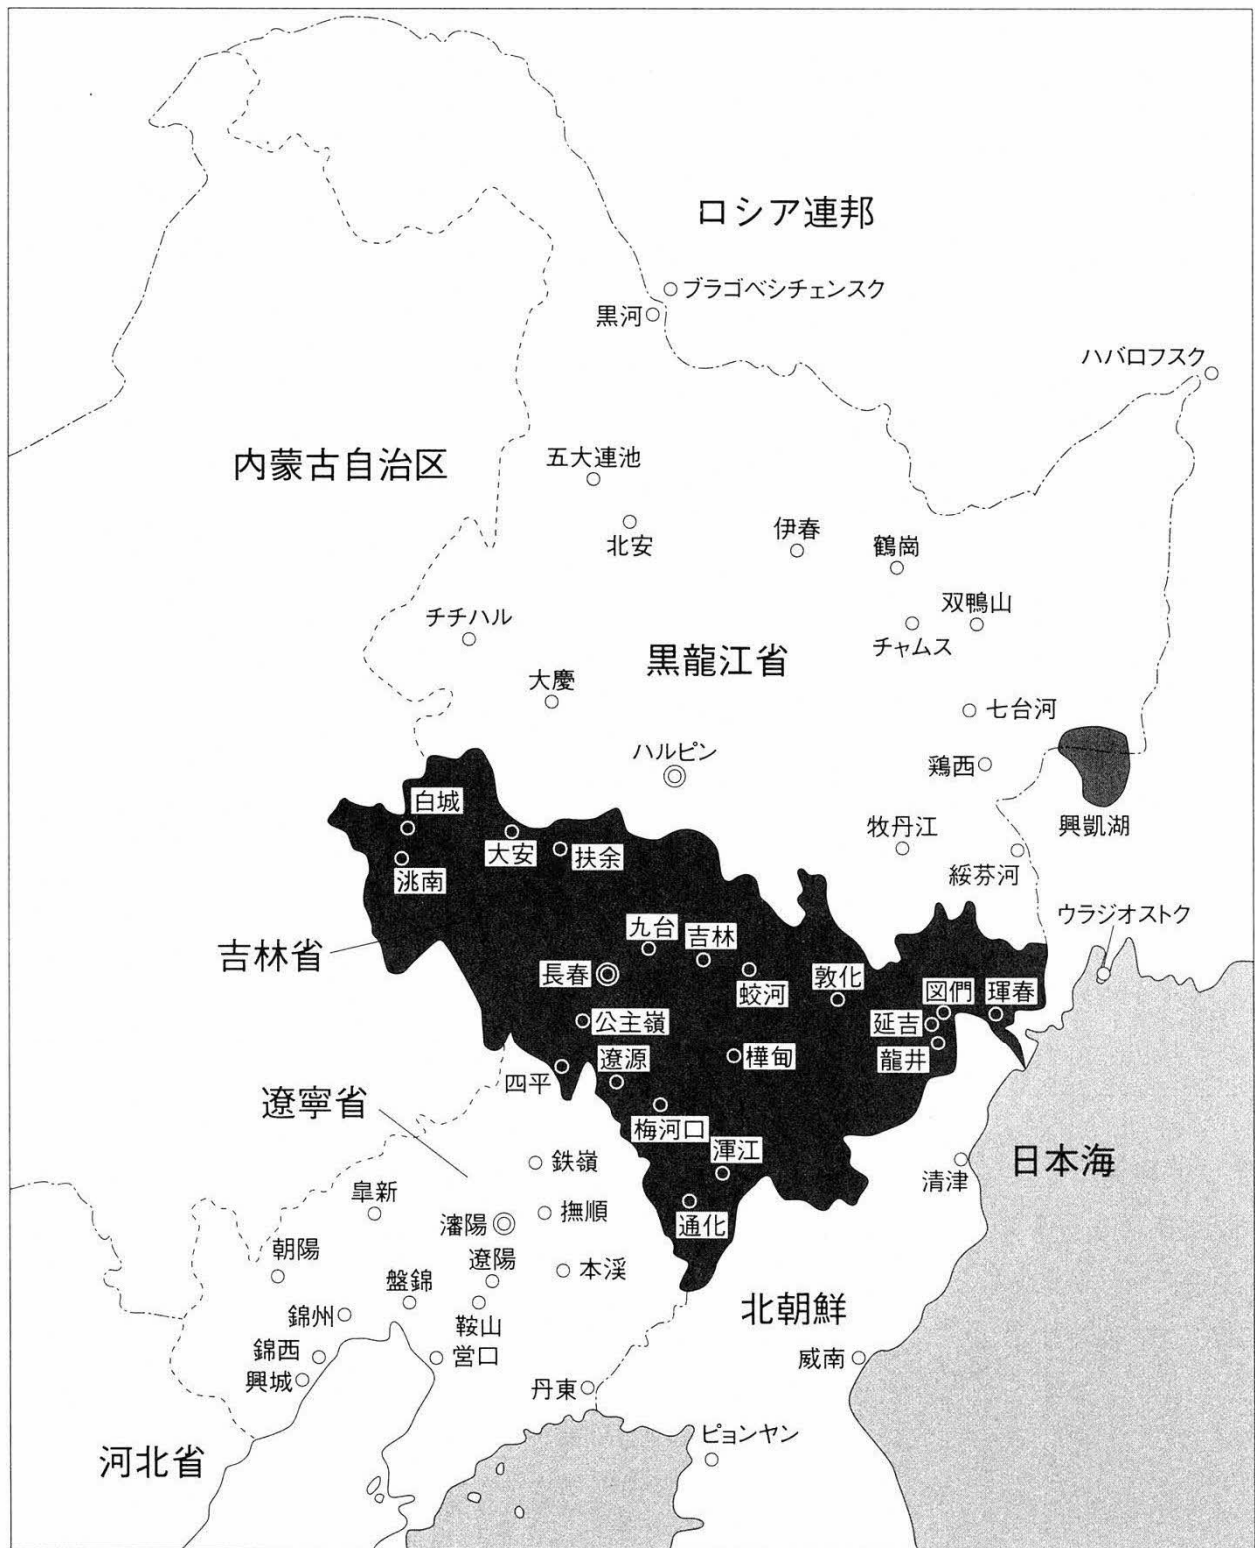 ロシア連邦
ブラゴベシチェンスク
黒河
ハバロフスク
内蒙古自治区
五大連池
北安
伊春
鶴崗
双鴨山
チャムス
チチハル
黒龍江省
大慶
七台河
ハルピン
鶏西
白城
大安
扶余
牡丹江
興凱湖
綏芬河
洮南
ウラジオストク
吉林省
九台
吉林
長春
蛟河
敦化
図們
琿春
公主嶺
延吉
龍井
遼源
樺甸
四平
遼寧省
梅河口
渾江
日本海
鉄嶺
清津
阜新
撫順
瀋陽
通化
朝陽
遼陽
本渓
盤錦
北朝鮮
錦州
鞍山
錦西
営口
咸南
興城
丹東
ピョンヤン
河北省